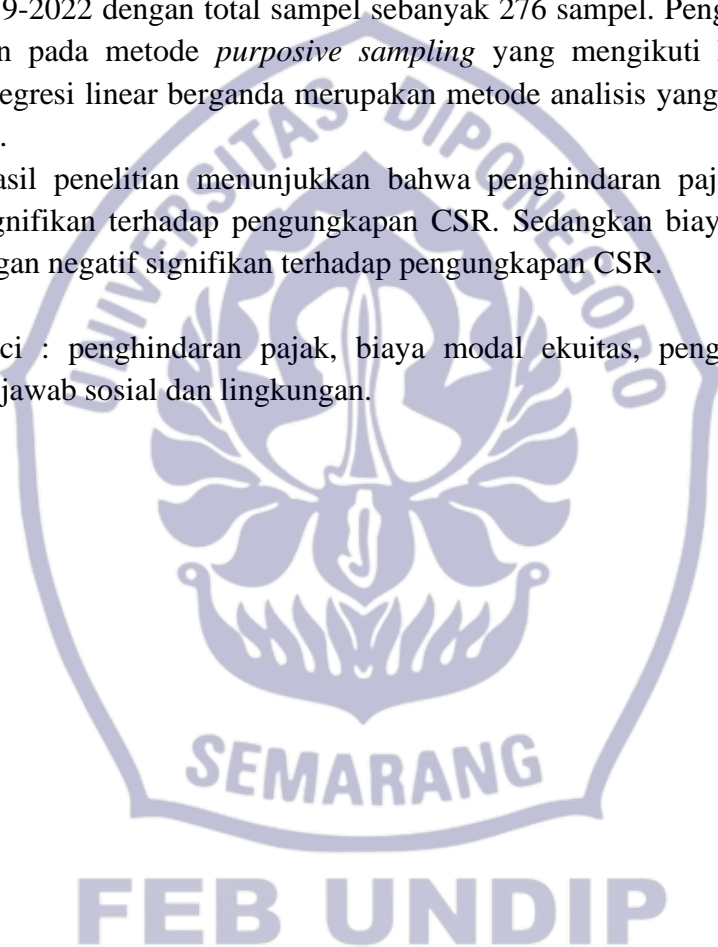 9-2022 dengan total sampel sebanyak 276 sampel. Peng
n pada metode purposive sampling yang mengikuti
egresi linear berganda merupakan metode analisis yang
.
asil penelitian menunjukkan bahwa penghindaran paj
gnifikan terhadap pengungkapan CSR. Sedangkan biay
gan negatif signifikan terhadap pengungkapan CSR.
ci : penghindaran pajak, biaya modal ekuitas, peng
jawab sosial dan lingkungan.
UNIVERSITAS DIPONEGORO
SEMARANG
FEB UNDIP